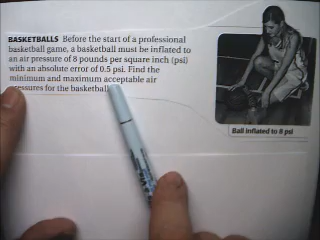 BASKETBALLS Before the start of a professional
basketball game, a basketball must be inflated to
an air pressure of 8 pounds per square inch (psi)
with an absolute error of 0.5 psi. Find the
minimum and maximum acceptable air
pressures for the basketball
Ball inflated to 8 psi